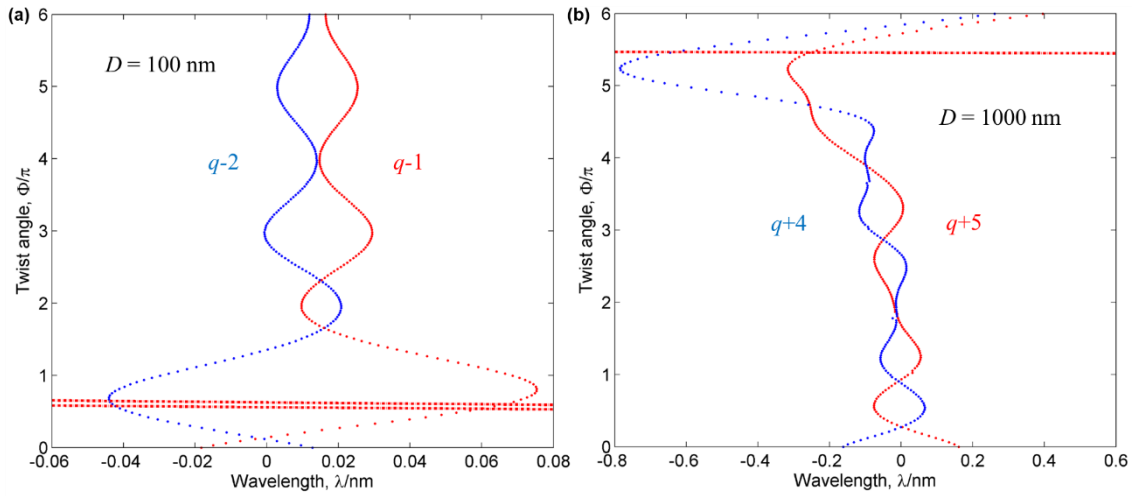 (a)
D = 100 nm
q-2
q-1
Twist angle, Φ/π
6
5
4
3
2
1
0
-0.06 -0.04 -0.02 0 0.02 0.04 0.06 0.08
Wavelength, λ/nm
(b)
D = 1000 nm
q+4
q+5
Twist angle, Φ/π
6
5
4
3
2
1
0
-0.8 -0.6 -0.4 -0.2 0 0.2 0.4 0.6
Wavelength, λ/nm